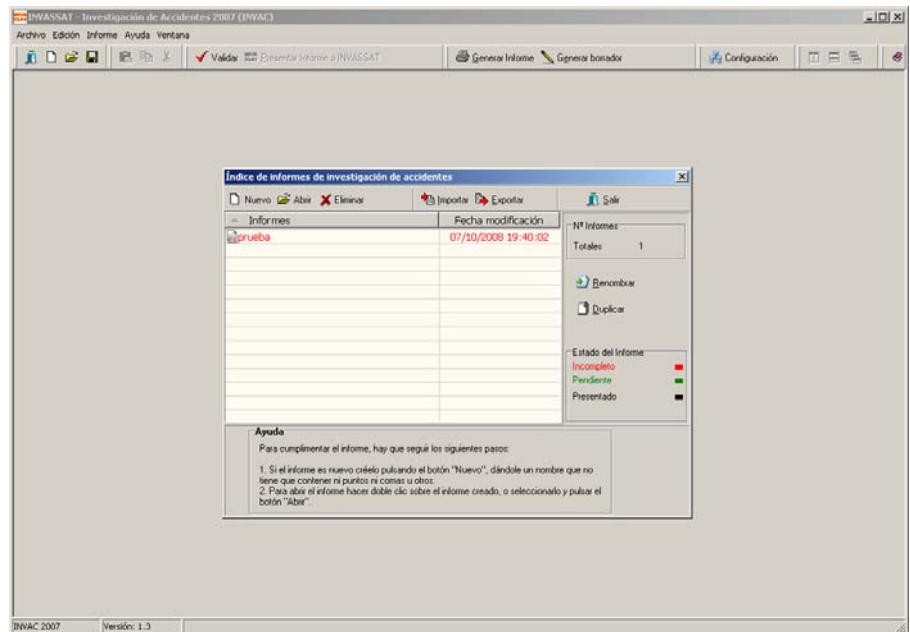 INVASSAT - Investigación de Accidentes 2007 (INVAC)
Archivo Edición Informe Ayuda Ventana
Validar Presentar Informe a INVASSAT Generar Informe Generar borrador Configuración
Índice de informes de investigación de accidentes
Nuevo Abrir Eliminar Importar Exportar Salir
Informes Fecha modificación
prueba 07/10/2008 19:40:02
Nº Informes
Totales 1
Renombrar
Duplicar
Estado del Informe
Incompleto
Pendiente
Presentado
Ayuda
Para cumplimentar el informe, hay que seguir los siguientes pasos:
1. Si el informe es nuevo créelo pulsando el botón "Nuevo", dándole un nombre que no
tiene que contener ni puntos ni comas u otros.
2. Para abrir el informe hacer doble clic sobre el informe creado, o seleccionarlo y pulsar el
botón "Abrir".
INVAC 2007 Versión: 1.3